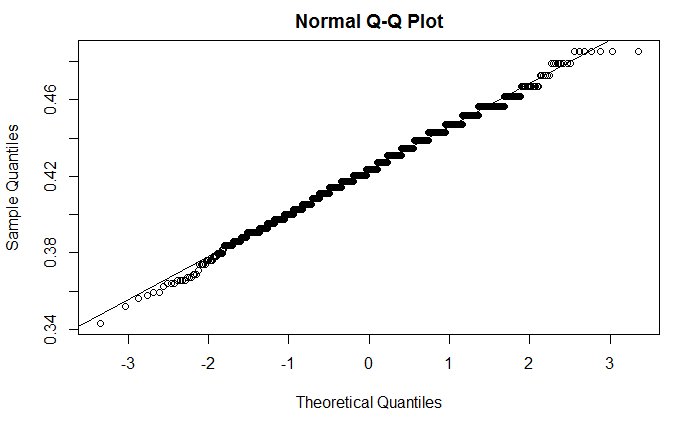 Normal Q-Q Plot
Sample Quantiles
0.46
0.42
0.38
0.34
-3 -2 -1 0 1 2 3
Theoretical Quantiles